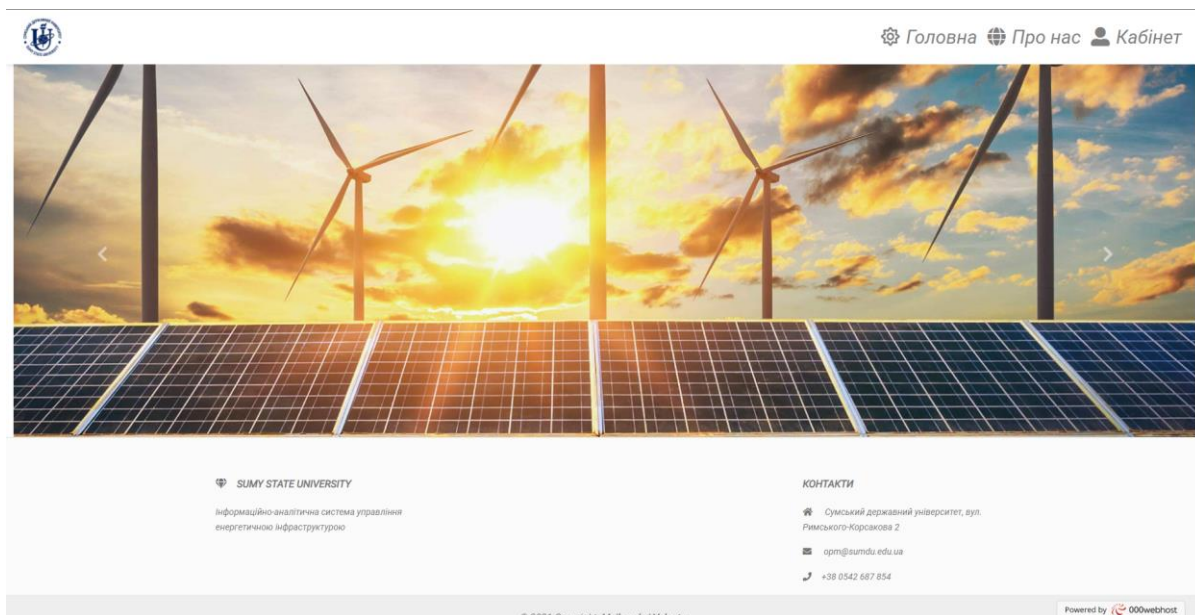 Головна Про нас Кабінет
SUMY STATE UNIVERSITY
Інформаційно-аналітична система управління
енергетичною інфраструктурою
КОНТАКТИ
Сумський державний університет, вул.
Римського-Корсакова 2
opm@sumdu.edu.ua
+38 0542 687 854
Powered by 000webhost